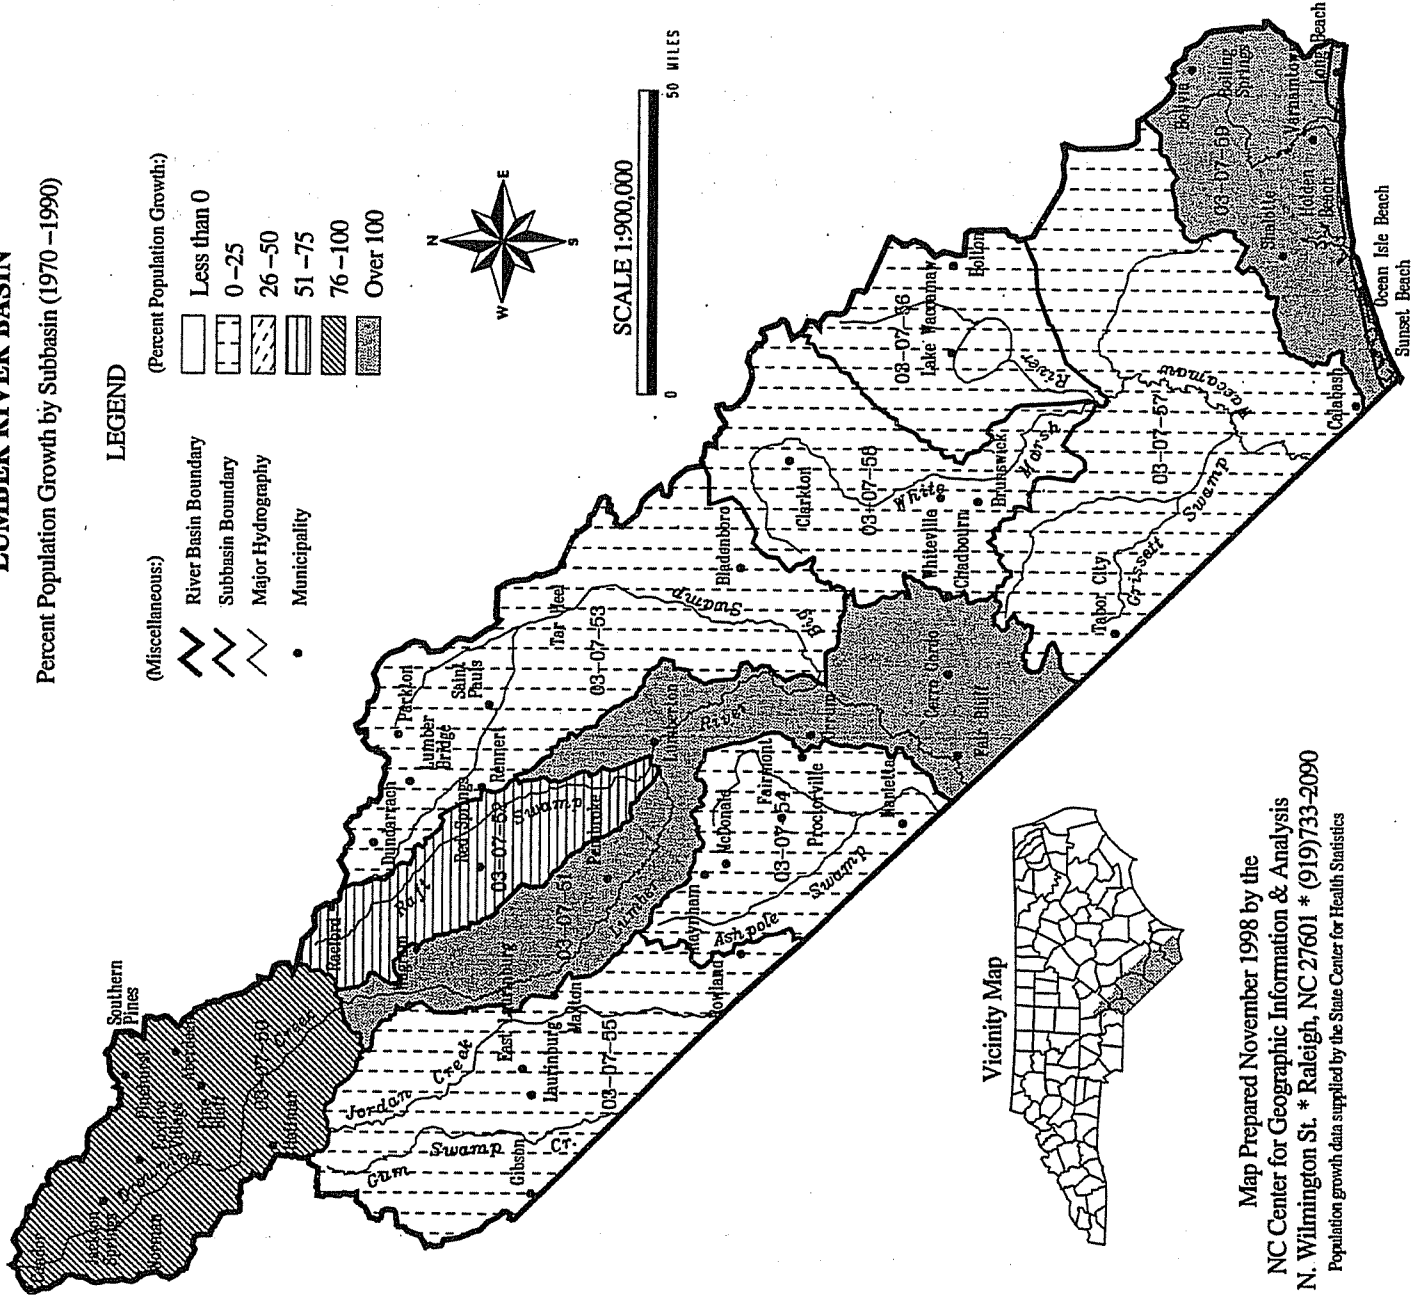 LUMBER RIVER BASIN
Percent Population Growth by Subbasin (1970-1990)
LEGEND
(Miscellaneous:)
River Basin Boundary
Subbasin Boundary
Major Hydrography
Municipality
(Percent Population Growth:)
Less than 0
0-25
26-50
51-75
76-100
Over 100
N
W
E
S
SCALE 1:900,000
0
50 MILES
Southern
Pines
Pinehurst
Aberdeen
Jackson
Springs
Pine
Bluff
Hoffman
Norman
03-07-50
Creek
Raeford
Raft
Swamp
Red Springs
03-07-52
Dundarrach
Lumber
Bridge
Parkton
Saint
Pauls
Rennert
Tar Heel
03-07-53
Big
Swamp
Bladenboro
Pembroke
03-07-51
Lumber
River
Lumberton
East Laurinburg
Laurinburg
Maxton
03-07-55
Jordan
Creek
Gum
Swamp
Cr.
Gibson
Rowland
Raynham
McDonald
Fairmont
03-07-54
Proctorville
Marietta
Ashpole
Swamp
Orrum
Cerro Gordo
Fair Bluff
Clarkton
03-07-58
White
Marsh
Whiteville
Chadbourn
Brunswick
03-07-56
Lake Waccamaw
Bolton
River
Waccamaw
03-07-57
Tabor City
Grissett
Swamp
Calabash
Bolivia
Boiling
Springs
03-07-59
Shallotte
Varnamtown
Holden
Beach
Long Beach
Ocean Isle Beach
Sunset Beach
Vicinity Map
Map Prepared November 1998 by the
NC Center for Geographic Information & Analysis
N. Wilmington St. * Raleigh, NC 27601 * (919)733-2090
Population growth data supplied by the State Center for Health Statistics